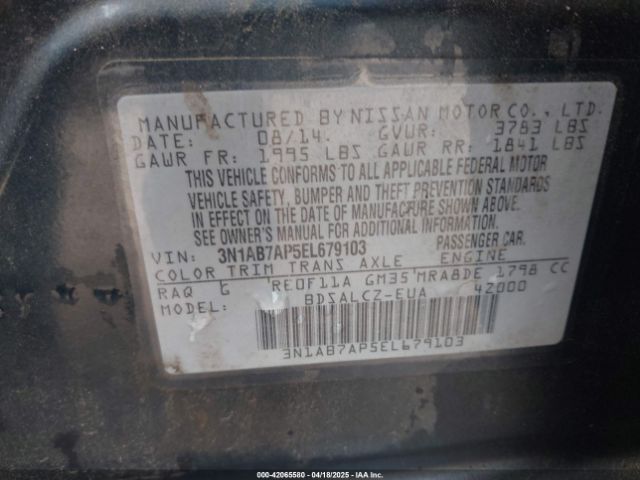 MANUFACTURED BY NISSAN MOTOR CO., LTD.
DATE: 08/14. GVWR: 3783 LBS
GAWR FR: 1995 LBS GAWR RR: 1841 LBS
THIS VEHICLE CONFORMS TO ALL APPLICABLE FEDERAL MOTOR
VEHICLE SAFETY, BUMPER AND THEFT PREVENTION STANDARDS
IN EFFECT ON THE DATE OF MANUFACTURE SHOWN ABOVE.
SEE OWNER'S MANUAL FOR ADDITIONAL INFORMATION.
VIN: 3N1AB7AP5EL679103 PASSENGER CAR.
COLOR TRIM TRANS AXLE ENGINE
RAQ G RE0F11A GM35 MRA8DE 1798 CC
MODEL: BDSALCZ-EUA 4Z000
3N1AB7AP5EL679103
000-42065580 - 04/18/2025 - IAA Inc.